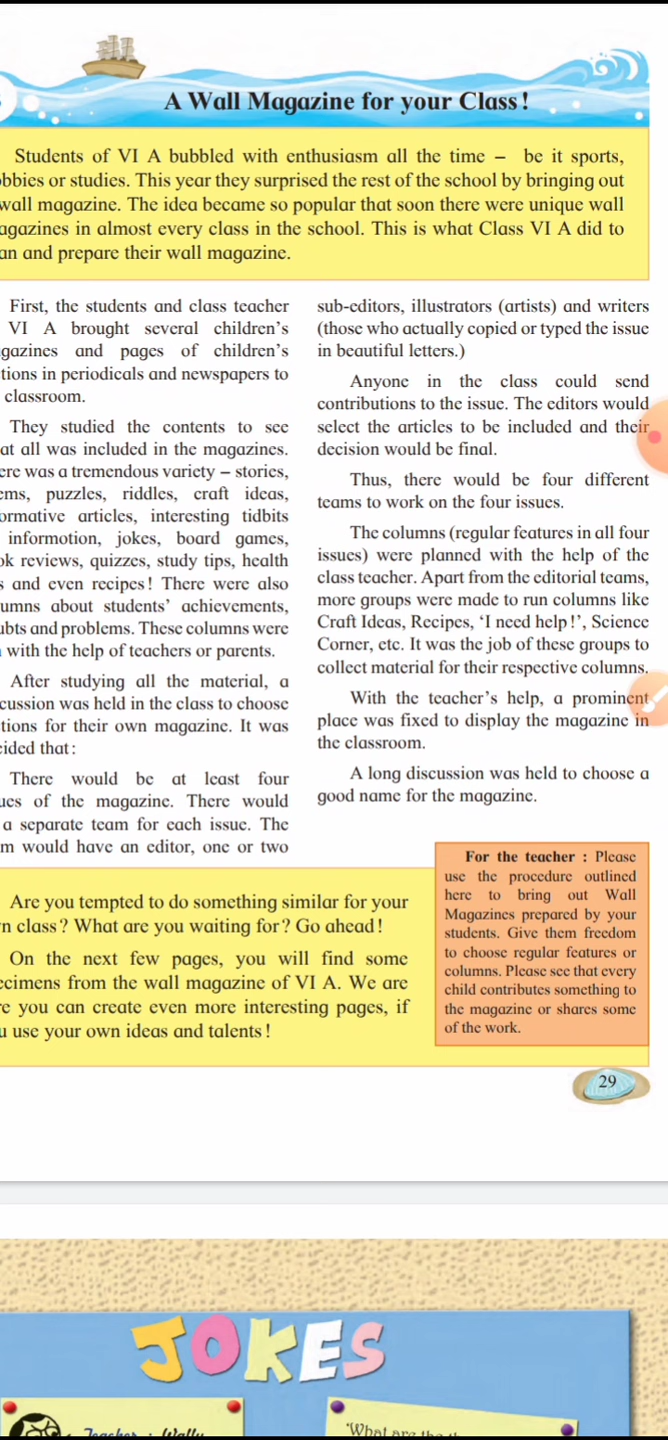 A Wall Magazine for your Class!
Students of VI A bubbled with enthusiasm all the time – be it sports,
bbies or studies. This year they surprised the rest of the school by bringing out
wall magazine. The idea became so popular that soon there were unique wall
agazines in almost every class in the school. This is what Class VI A did to
an and prepare their wall magazine.
First, the students and class teacher
VI A brought several children's
gazines and pages of children's
tions in periodicals and newspapers to
classroom.
They studied the contents to see
at all was included in the magazines.
ere was a tremendous variety – stories,
ems, puzzles, riddles, craft ideas,
ormative articles, interesting tidbits
informotion, jokes, board games,
ok reviews, quizzes, study tips, health
s and even recipes! There were also
umns about students' achievements,
ubts and problems. These columns were
with the help of teachers or parents.
After studying all the material, a
cussion was held in the class to choose
tions for their own magazine. It was
cided that :
There would be at least four
ues of the magazine. There would
a separate team for each issue. The
m would have an editor, one or two
sub-editors, illustrators (artists) and writers
(those who actually copied or typed the issue
in beautiful letters.)
Anyone in the class could send
contributions to the issue. The editors would
select the articles to be included and their
decision would be final.
Thus, there would be four different
teams to work on the four issues.
The columns (regular features in all four
issues) were planned with the help of the
class teacher. Apart from the editorial teams,
more groups were made to run columns like
Craft Ideas, Recipes, 'I need help!', Science
Corner, etc. It was the job of these groups to
collect material for their respective columns.
With the teacher's help, a prominent
place was fixed to display the magazine in
the classroom.
A long discussion was held to choose a
good name for the magazine.
Are you tempted to do something similar for your
n class? What are you waiting for? Go ahead!
On the next few pages, you will find some
ecimens from the wall magazine of VI A. We are
re you can create even more interesting pages, if
u use your own ideas and talents!
For the teacher : Please
use the procedure outlined
here to bring out Wall
Magazines prepared by your
students. Give them freedom
to choose regular features or
columns. Please see that every
child contributes something to
the magazine or shares some
of the work.
29
JOKES
Teacher : Wally
'What are